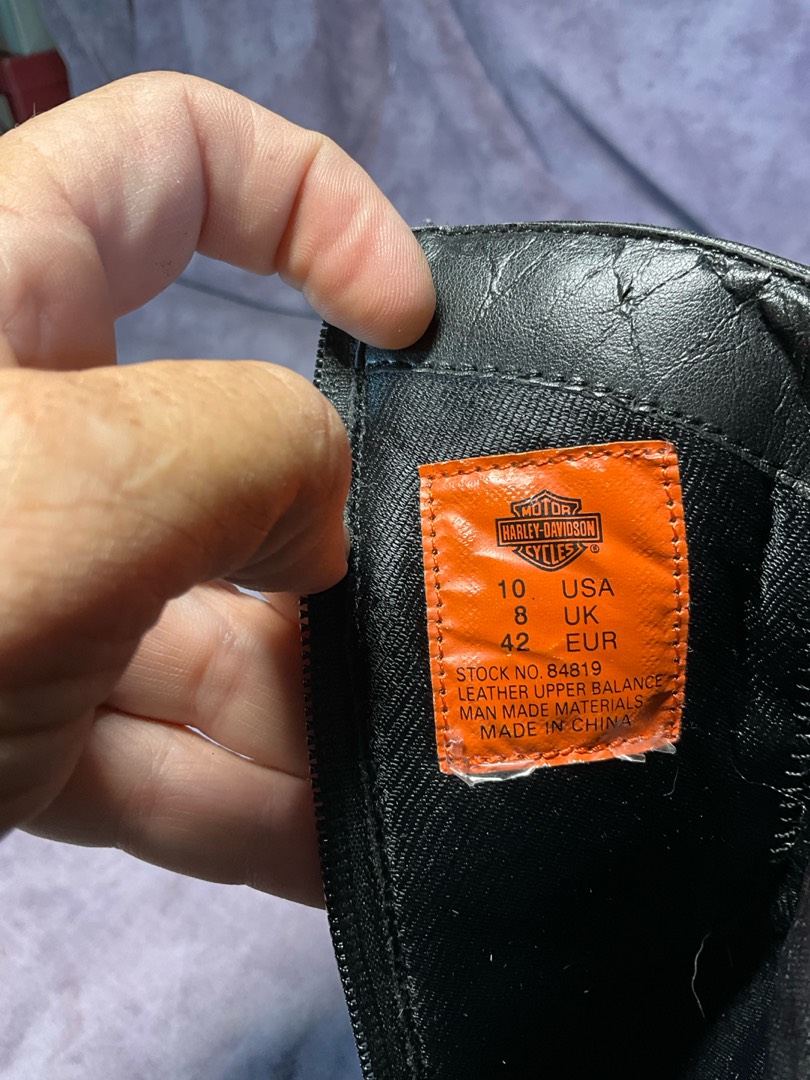 MOTOR
HARLEY-DAVIDSON
CYCLES ®
10 USA
8 UK
42 EUR
STOCK NO. 84819
LEATHER UPPER BALANCE
MAN MADE MATERIALS
MADE IN CHINA